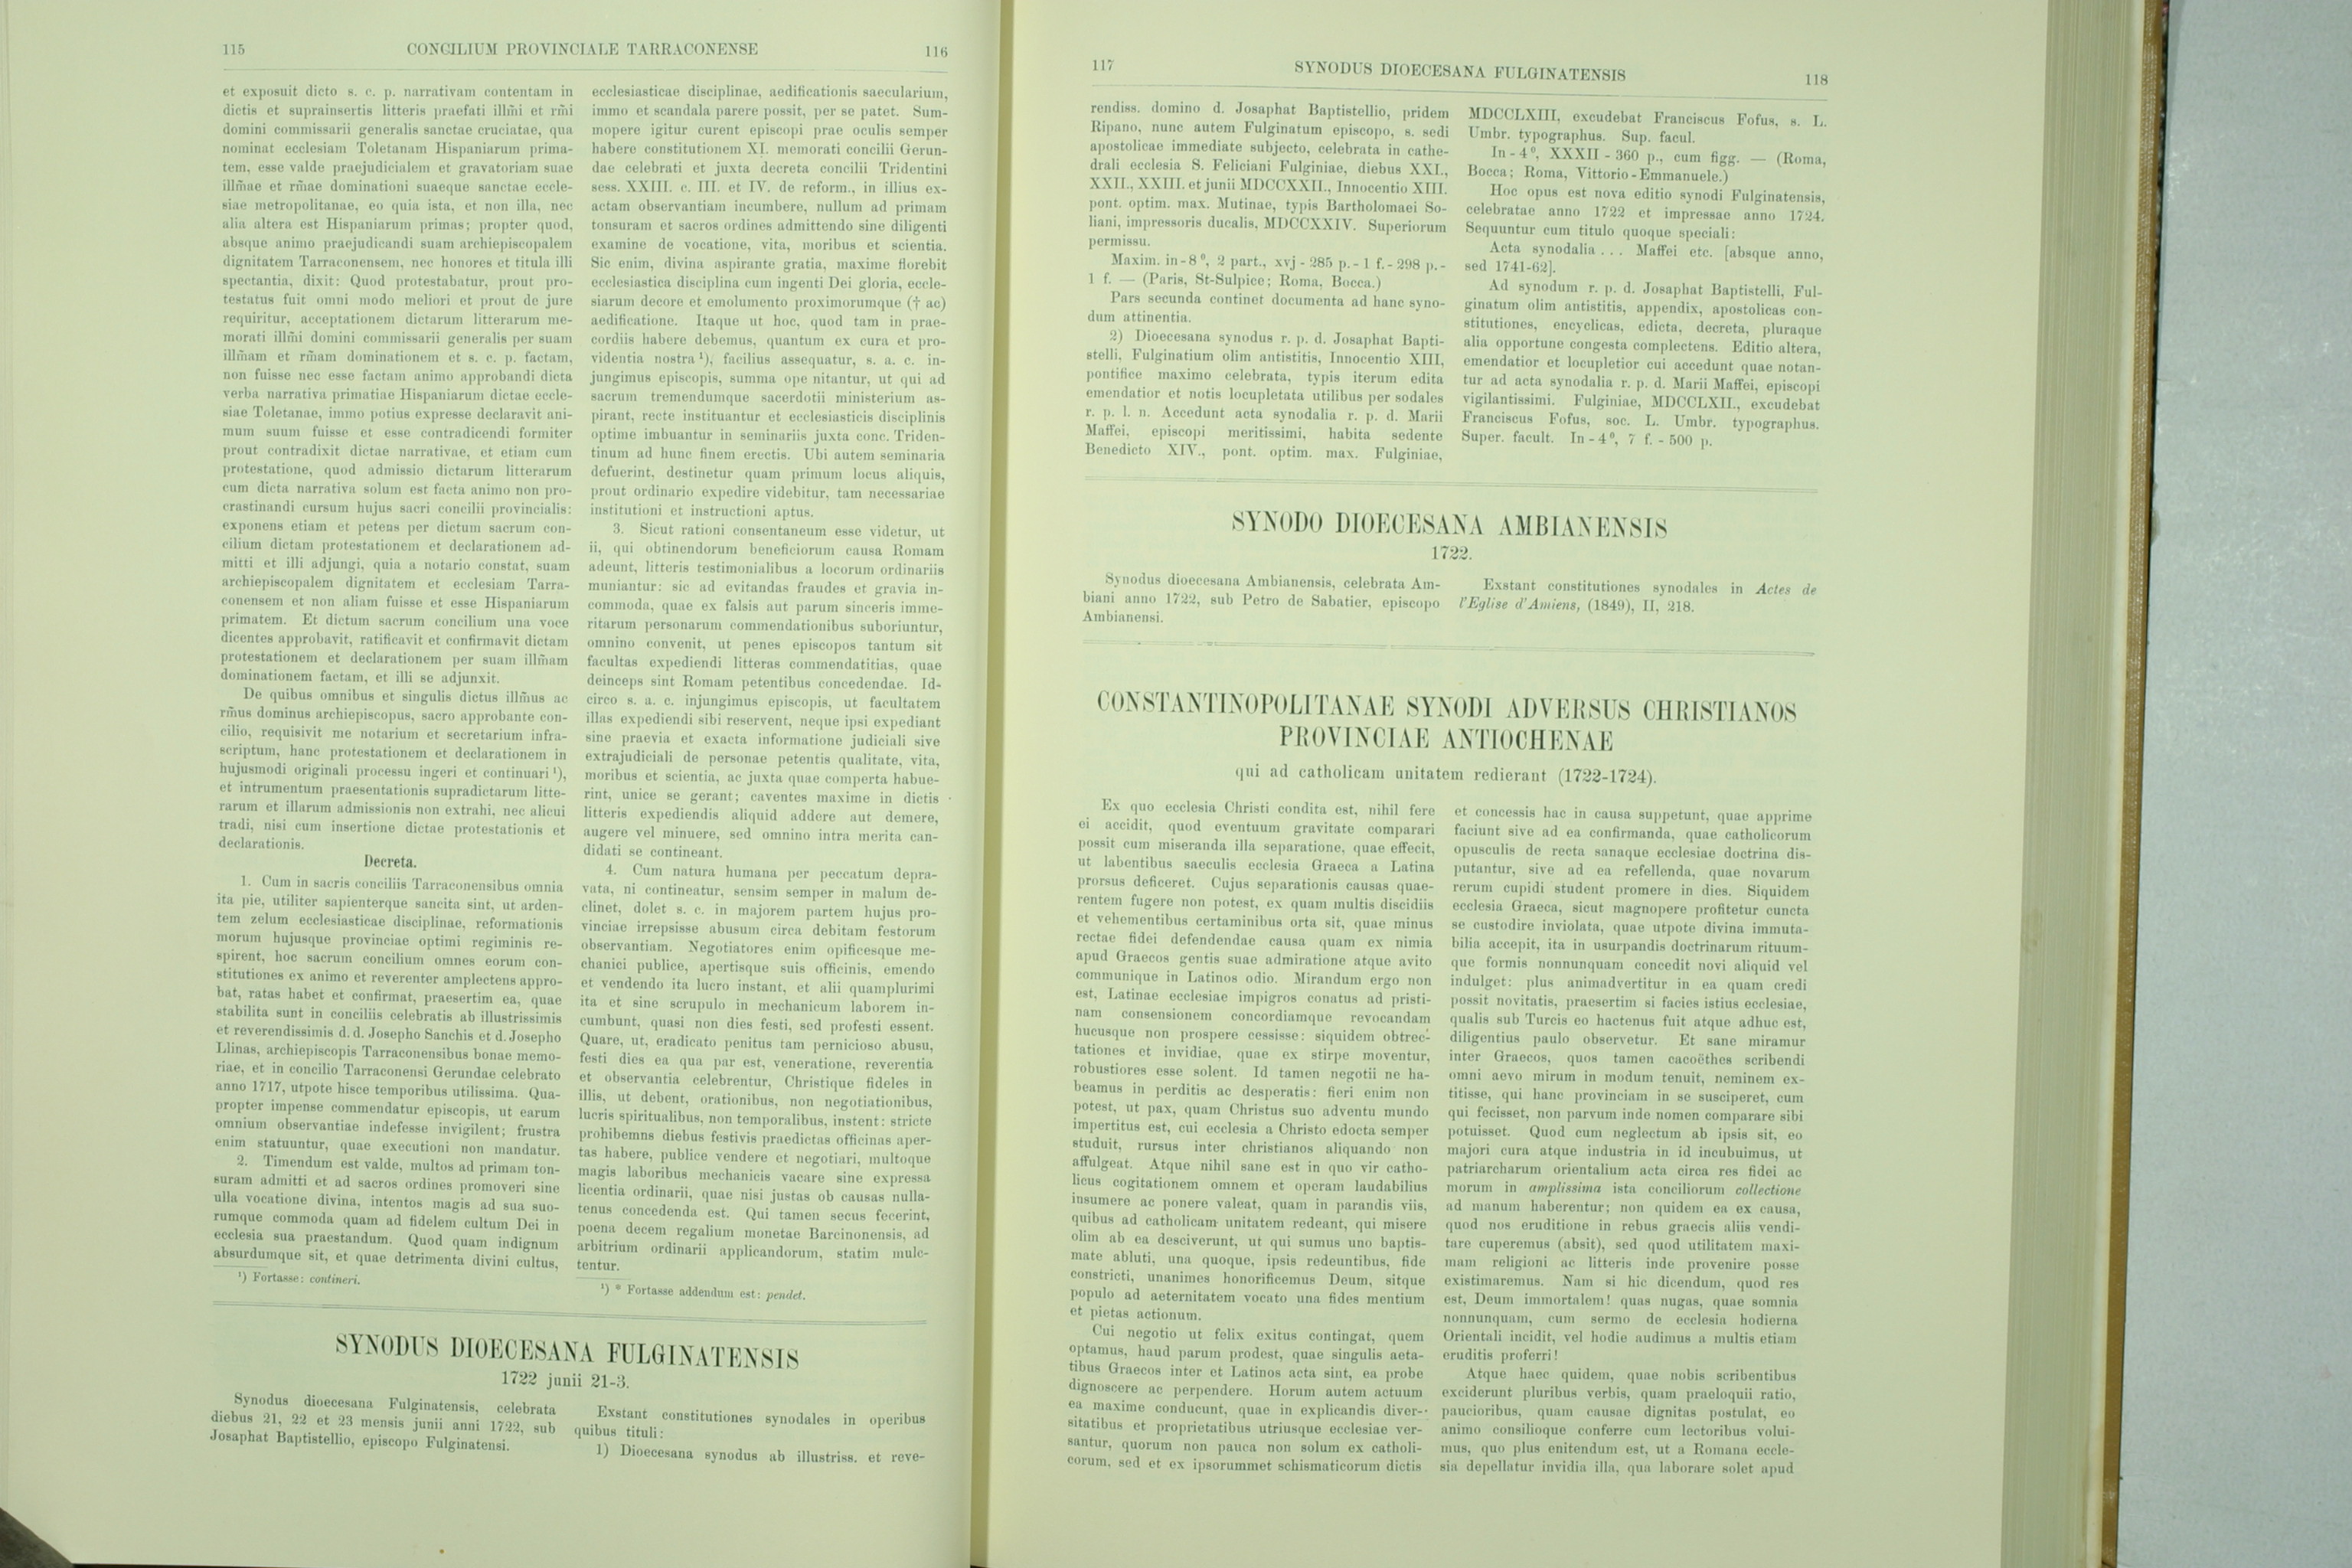 115
CONCILIUM PROVINCIALE TARRACONENSE
116
et exposuit dicto s. c. p. narrativam contentam in
dictis et suprainsertis litteris praefati illm̃i et rm̃i
domini commissarii generalis sanctae cruciatae, qua
nominat ecclesiam Toletanam Hispaniarum prima-
tem, esse valde praejudicialem et gravatoriam suae
illm̃ae et rm̃ae dominationi suaeque sanctae eccle-
siae metropolitanae, eo quia ista, et non illa, nec
alia altera est Hispaniarum primas; propter quod,
absque animo praejudicandi suam archiepiscopalem
dignitatem Tarraconensem, nec honores et titula illi
spectantia, dixit: Quod protestabatur, prout pro-
testatus fuit omni modo meliori et prout de jure
requiritur, acceptationem dictarum litterarum me-
morati illm̃i domini commissarii generalis per suam
illm̃am et rm̃am dominationem et s. c. p. factam,
non fuisse nec esse factam animo approbandi dicta
verba narrativa primatiae Hispaniarum dictae eccle-
siae Toletanae, immo potius expresse declaravit ani-
mum suum fuisse et esse contradicendi formiter
prout contradixit dictae narrativae, et etiam cum
protestatione, quod admissio dictarum litterarum
cum dicta narrativa solum est facta animo non pro-
crastinandi cursum hujus sacri concilii provincialis:
exponens etiam et petens per dictum sacrum con-
cilium dictam protestationem et declarationem ad-
mitti et illi adjungi, quia a notario constat, suam
archiepiscopalem dignitatem et ecclesiam Tarra-
conensem et non aliam fuisse et esse Hispaniarum
primatem. Et dictum sacrum concilium una voce
dicentes approbavit, ratificavit et confirmavit dictam
protestationem et declarationem per suam illm̃am
dominationem factam, et illi se adjunxit.
De quibus omnibus et singulis dictus illm̃us ac
rm̃us dominus archiepiscopus, sacro approbante con-
cilio, requisivit me notarium et secretarium infra-
scriptum, hanc protestationem et declarationem in
hujusmodi originali processu ingeri et continuari ¹),
et intrumentum praesentationis supradictarum litte-
rarum et illarum admissionis non extrahi, nec alicui
tradi, nisi cum insertione dictae protestationis et
declarationis.
Decreta.
1. Cum in sacris conciliis Tarraconensibus omnia
ita pie, utiliter sapienterque sancita sint, ut arden-
tem zelum ecclesiasticae disciplinae, reformationis
morum hujusque provinciae optimi regiminis re-
spirent, hoc sacrum concilium omnes eorum con-
stitutiones ex animo et reverenter amplectens appro-
bat, ratas habet et confirmat, praesertim ea, quae
stabilita sunt in conciliis celebratis ab illustrissimis
et reverendissimis d. d. Josepho Sanchis et d. Josepho
Llinas, archiepiscopis Tarraconensibus bonae memo-
riae, et in concilio Tarraconensi Gerundae celebrato
anno 1717, utpote hisce temporibus utilissima. Qua-
propter impense commendatur episcopis, ut earum
omnium observantiae indefesse invigilent; frustra
enim statuuntur, quae executioni non mandatur.
2. Timendum est valde, multos ad primam ton-
suram admitti et ad sacros ordines promoveri sine
ulla vocatione divina, intentos magis ad sua suo-
rumque commoda quam ad fidelem cultum Dei in
ecclesia sua praestandum. Quod quam indignum
absurdumque sit, et quae detrimenta divini cultus,
¹) Fortasse: contineri.
ecclesiasticae disciplinae, aedificationis saecularium,
immo et scandala parere possit, per se patet. Sum-
mopere igitur curent episcopi prae oculis semper
habere constitutionem XI. memorati concilii Gerun-
dae celebrati et juxta decreta concilii Tridentini
sess. XXIII. c. III. et IV. de reform., in illius ex-
actam observantiam incumbere, nullum ad primam
tonsuram et sacros ordines admittendo sine diligenti
examine de vocatione, vita, moribus et scientia.
Sic enim, divina aspirante gratia, maxime florebit
ecclesiastica disciplina cum ingenti Dei gloria, eccle-
siarum decore et emolumento proximorumque († ac)
aedificatione. Itaque ut hoc, quod tam in prae-
cordiis habere debemus, quantum ex cura et pro-
videntia nostra ¹), facilius assequatur, s. a. c. in-
jungimus episcopis, summa ope nitantur, ut qui ad
sacrum tremendumque sacerdotii ministerium as-
pirant, recte instituantur et ecclesiasticis disciplinis
optime imbuantur in seminariis juxta conc. Triden-
tinum ad hunc finem erectis. Ubi autem seminaria
defuerint, destinetur quam primum locus aliquis,
prout ordinario expedire videbitur, tam necessariae
institutioni et instructioni aptus.
3. Sicut rationi consentaneum esse videtur, ut
ii, qui obtinendorum beneficiorum causa Romam
adeunt, litteris testimonialibus a locorum ordinariis
muniantur: sic ad evitandas fraudes et gravia in-
commoda, quae ex falsis aut parum sinceris imme-
ritarum personarum commendationibus suboriuntur,
omnino convenit, ut penes episcopos tantum sit
facultas expediendi litteras commendatitias, quae
deinceps sint Romam petentibus concedendae. Id-
circo s. a. c. injungimus episcopis, ut facultatem
illas expediendi sibi reservent, neque ipsi expediant
sine praevia et exacta informatione judiciali sive
extrajudiciali de personae petentis qualitate, vita,
moribus et scientia, ac juxta quae comperta habue-
rint, unice se gerant; caventes maxime in dictis
litteris expediendis aliquid addere aut demere,
augere vel minuere, sed omnino intra merita can-
didati se contineant.
4. Cum natura humana per peccatum depra-
vata, ni contineatur, sensim semper in malum de-
clinet, dolet s. c. in majorem partem hujus pro-
vinciae irrepsisse abusum circa debitam festorum
observantiam. Negotiatores enim opificesque me-
chanici publice, apertisque suis officinis, emendo
et vendendo ita lucro instant, et alii quamplurimi
ita et sine scrupulo in mechanicum laborem in-
cumbunt, quasi non dies festi, sed profesti essent.
Quare, ut, eradicato penitus tam pernicioso abusu,
festi dies ea qua par est, veneratione, reverentia
et observantia celebrentur, Christique fideles in
illis, ut debent, orationibus, non negotiationibus,
lucris spiritualibus, non temporalibus, instent: stricte
prohibemns diebus festivis praedictas officinas aper-
tas habere, publice vendere et negotiari, multoque
magis laboribus mechanicis vacare sine expressa
licentia ordinarii, quae nisi justas ob causas nulla-
tenus concedenda est. Qui tamen secus fecerint,
poena decem regalium monetae Barcinonensis, ad
arbitrium ordinarii applicandorum, statim mulc-
tentur.
¹) * Fortasse addendum est: pendet.
SYNODUS DIOECESANA FULGINATENSIS
1722 junii 21-3.
Synodus dioecesana Fulginatensis, celebrata
diebus 21, 22 et 23 mensis junii anni 1722, sub
Josaphat Baptistellio, episcopo Fulginatensi.
Exstant constitutiones synodales in operibus
quibus tituli:
1) Dioecesana synodus ab illustriss. et reve-
117
SYNODUS DIOECESANA FULGINATENSIS
118
rendiss. domino d. Josaphat Baptistellio, pridem
Ripano, nunc autem Fulginatum episcopo, s. sedi
apostolicae immediate subjecto, celebrata in cathe-
drali ecclesia S. Feliciani Fulginiae, diebus XXI.,
XXII., XXIII. et junii MDCCXXII., Innocentio XIII.
pont. optim. max. Mutinae, typis Bartholomaei So-
liani, impressoris ducalis, MDCCXXIV. Superiorum
permissu.
Maxim. in-8⁰, 2 part., xvj - 285 p. - 1 f. - 298 p. -
1 f. — (Paris, St-Sulpice; Roma, Bocca.)
Pars secunda continet documenta ad hanc syno-
dum attinentia.
2) Dioecesana synodus r. p. d. Josaphat Bapti-
stelli, Fulginatium olim antistitis, Innocentio XIII,
pontifice maximo celebrata, typis iterum edita
emendatior et notis locupletata utilibus per sodales
r. p. l. n. Accedunt acta synodalia r. p. d. Marii
Maffei, episcopi meritissimi, habita sedente
Benedicto XIV., pont. optim. max. Fulginiae,
MDCCLXIII, excudebat Franciscus Fofus, s. L.
Umbr. typographus. Sup. facul.
In-4⁰, XXXII - 360 p., cum figg. — (Roma,
Bocca; Roma, Vittorio-Emmanuele.)
Hoc opus est nova editio synodi Fulginatensis,
celebratae anno 1722 et impressae anno 1724.
Sequuntur cum titulo quoque speciali:
Acta synodalia . . . Maffei etc. [absque anno,
sed 1741-62].
Ad synodum r. p. d. Josaphat Baptistelli, Ful-
ginatum olim antistitis, appendix, apostolicas con-
stitutiones, encyclicas, edicta, decreta, pluraque
alia opportune congesta complectens. Editio altera,
emendatior et locupletior cui accedunt quae notan-
tur ad acta synodalia r. p. d. Marii Maffei, episcopi
vigilantissimi. Fulginiae, MDCCLXII., excudebat
Franciscus Fofus, soc. L. Umbr. typographus.
Super. facult. In-4⁰, 7 f. - 500 p.
SYNODO DIOECESANA AMBIANENSIS
1722.
Synodus dioecesana Ambianensis, celebrata Am-
biani anno 1722, sub Petro de Sabatier, episcopo
Ambianensi.
Exstant constitutiones synodales in Actes de
l'Eglise d'Amiens, (1849), II, 218.
CONSTANTINOPOLITANAE SYNODI ADVERSUS CHRISTIANOS
PROVINCIAE ANTIOCHENAE
qui ad catholicam unitatem redierant (1722-1724).
Ex quo ecclesia Christi condita est, nihil fere
ei accidit, quod eventuum gravitate comparari
possit cum miseranda illa separatione, quae effecit,
ut labentibus saeculis ecclesia Graeca a Latina
prorsus deficeret. Cujus separationis causas quae-
rentem fugere non potest, ex quam multis discidiis
et vehementibus certaminibus orta sit, quae minus
rectae fidei defendendae causa quam ex nimia
apud Graecos gentis suae admiratione atque avito
communique in Latinos odio. Mirandum ergo non
est, Latinae ecclesiae impigros conatus ad pristi-
nam consensionem concordiamque revocandam
hucusque non prospere cessisse: siquidem obtrec-
tationes et invidiae, quae ex stirpe moventur,
robustiores esse solent. Id tamen negotii ne ha-
beamus in perditis ac desperatis: fieri enim non
potest, ut pax, quam Christus suo adventu mundo
impertitus est, cui ecclesia a Christo edocta semper
studuit, rursus inter christianos aliquando non
affulgeat. Atque nihil sane est in quo vir catho-
licus cogitationem omnem et operam laudabilius
insumere ac ponere valeat, quam in parandis viis,
quibus ad catholicam unitatem redeant, qui misere
olim ab ea desciverunt, ut qui sumus uno baptis-
mate abluti, una quoque, ipsis redeuntibus, fide
constricti, unanimes honorificemus Deum, sitque
populo ad aeternitatem vocato una fides mentium
et pietas actionum.
Cui negotio ut felix exitus contingat, quem
optamus, haud parum prodest, quae singulis aeta-
tibus Graecos inter et Latinos acta sint, ea probe
dignoscere ac perpendere. Horum autem actuum
ea maxime conducunt, quae in explicandis diver-
sitatibus et proprietatibus utriusque ecclesiae ver-
santur, quorum non pauca non solum ex catholi-
corum, sed et ex ipsorummet schismaticorum dictis
et concessis hac in causa suppetunt, quae apprime
faciunt sive ad ea confirmanda, quae catholicorum
opusculis de recta sanaque ecclesiae doctrina dis-
putantur, sive ad ea refellenda, quae novarum
rerum cupidi student promere in dies. Siquidem
ecclesia Graeca, sicut magnopere profitetur cuncta
se custodire inviolata, quae utpote divina immuta-
bilia accepit, ita in usurpandis doctrinarum rituum-
que formis nonnunquam concedit novi aliquid vel
indulget: plus animadvertitur in ea quam credi
possit novitatis, praesertim si facies istius ecclesiae,
qualis sub Turcis eo hactenus fuit atque adhuc est,
diligentius paulo observetur. Et sane miramur
inter Graecos, quos tamen cacoëthes scribendi
omni aevo mirum in modum tenuit, neminem ex-
titisse, qui hanc provinciam in se susciperet, cum
qui fecisset, non parvum inde nomen comparare sibi
potuisset. Quod cum neglectum ab ipsis sit, eo
majori cura atque industria in id incubuimus, ut
patriarcharum orientalium acta circa res fidei ac
morum in amplissima ista conciliorum collectione
ad manum haberentur; non quidem ea ex causa,
quod nos eruditione in rebus graecis aliis vendi-
tare cuperemus (absit), sed quod utilitatem maxi-
mam religioni ac litteris inde provenire posse
existimaremus. Nam si hic dicendum, quod res
est, Deum immortalem! quas nugas, quae somnia
nonnunquam, cum sermo de ecclesia hodierna
Orientali incidit, vel hodie audimus a multis etiam
eruditis proferri!
Atque haec quidem, quae nobis scribentibus
exciderunt pluribus verbis, quam praeloquii ratio,
paucioribus, quam causae dignitas postulat, eo
animo consilioque conferre cum lectoribus volui-
mus, quo plus enitendum est, ut a Romana eccle-
sia depellatur invidia illa, qua laborare solet apud